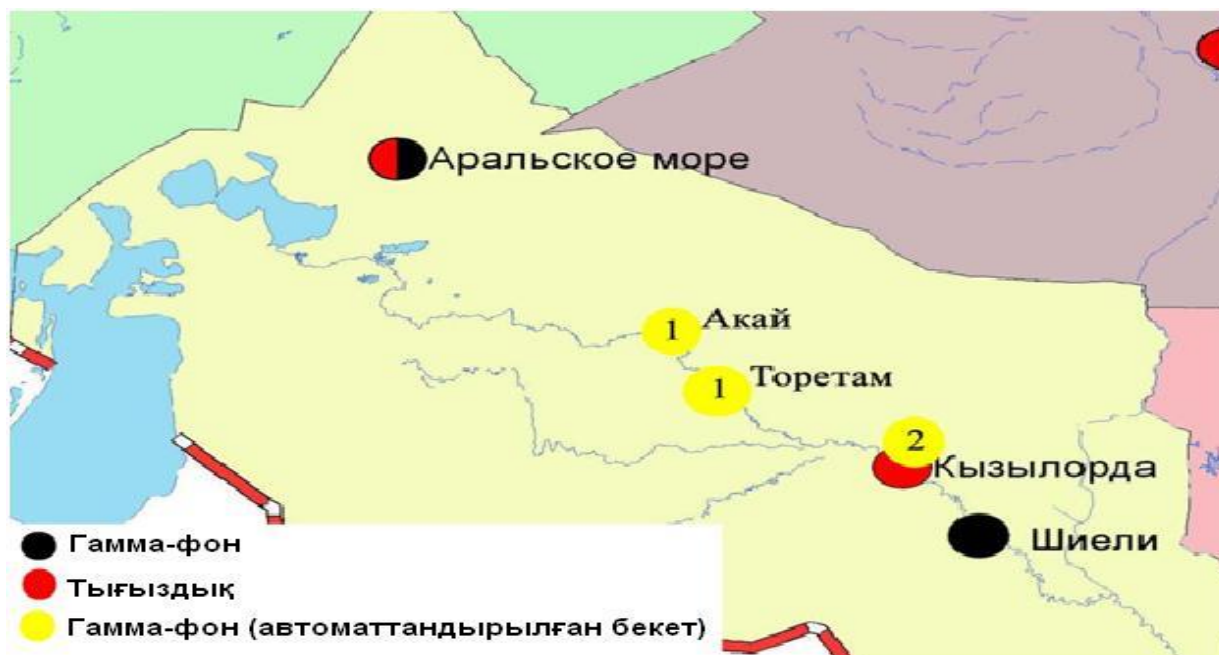 Аральское море
1 Акай
1 Торетам
2
Кызылорда
Шиели
Гамма-фон
Тығыздық
Гамма-фон (автоматтандырылған бекет)